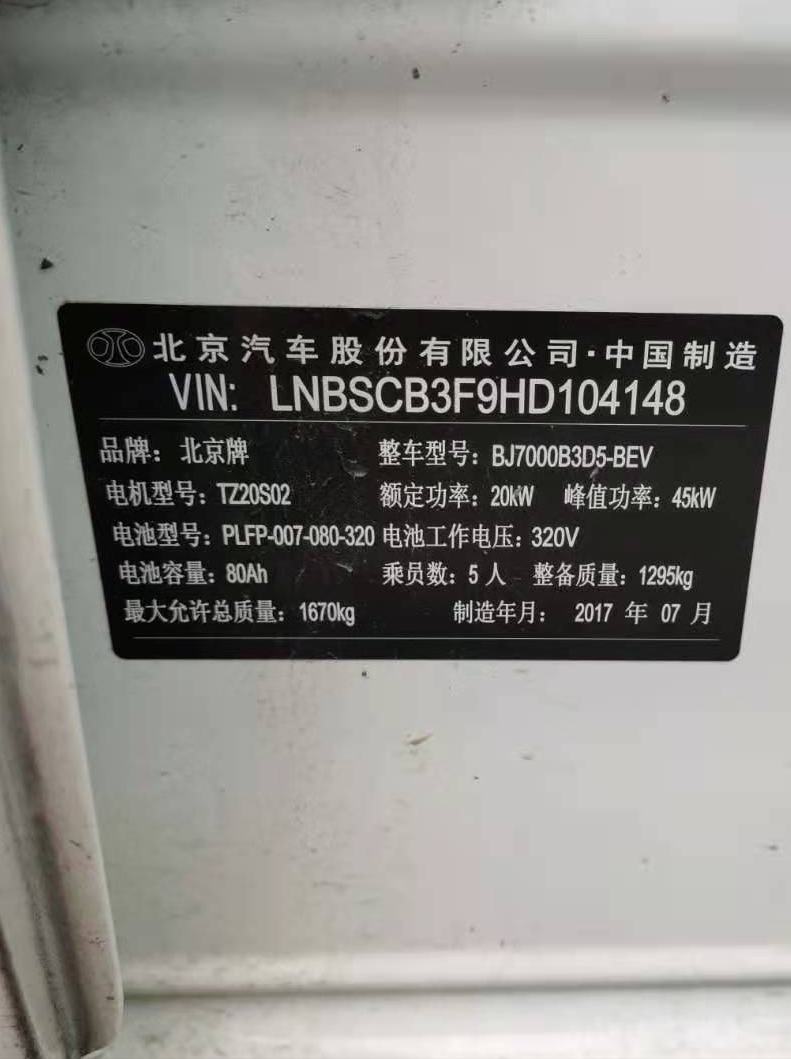 北京汽车股份有限公司·中国制造
VIN: LNBSCB3F9HD104148
品牌: 北京牌 整车型号: BJ7000B3D5-BEV
电机型号: TZ20S02 额定功率: 20kW 峰值功率: 45kW
电池型号: PLFP-007-080-320 电池工作电压: 320V
电池容量: 80Ah 乘员数: 5人 整备质量: 1295kg
最大允许总质量: 1670kg 制造年月: 2017 年 07 月